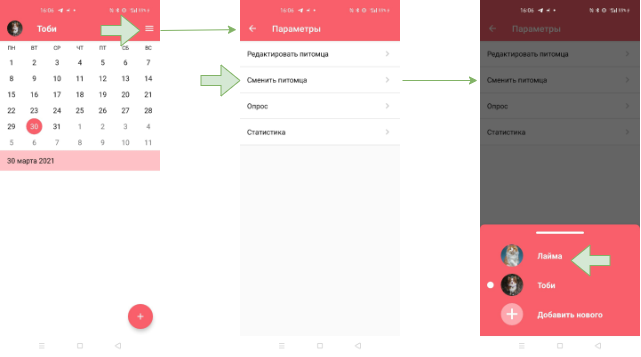 16:06
Тоби
ПН ВТ СР ЧТ ПТ СБ ВС
1 2 3 4 5 6 7
8 9 10 11 12 13 14
15 16 17 18 19 20 21
22 23 24 25 26 27 28
29 30 31 1 2 3 4
5 6 7 8 9 10 11
30 марта 2021
+
16:06
Параметры
Редактировать питомца
Сменить питомца
Опрос
Статистика
16:06
Параметры
Редактировать питомца
Сменить питомца
Опрос
Статистика
Лайма
Тоби
Добавить нового